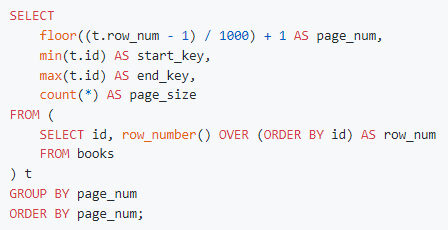 SELECT
    floor((t.row_num - 1) / 1000) + 1 AS page_num,
    min(t.id) AS start_key,
    max(t.id) AS end_key,
    count(*) AS page_size
FROM (
    SELECT id, row_number() OVER (ORDER BY id) AS row_num
    FROM books
) t
GROUP BY page_num
ORDER BY page_num;